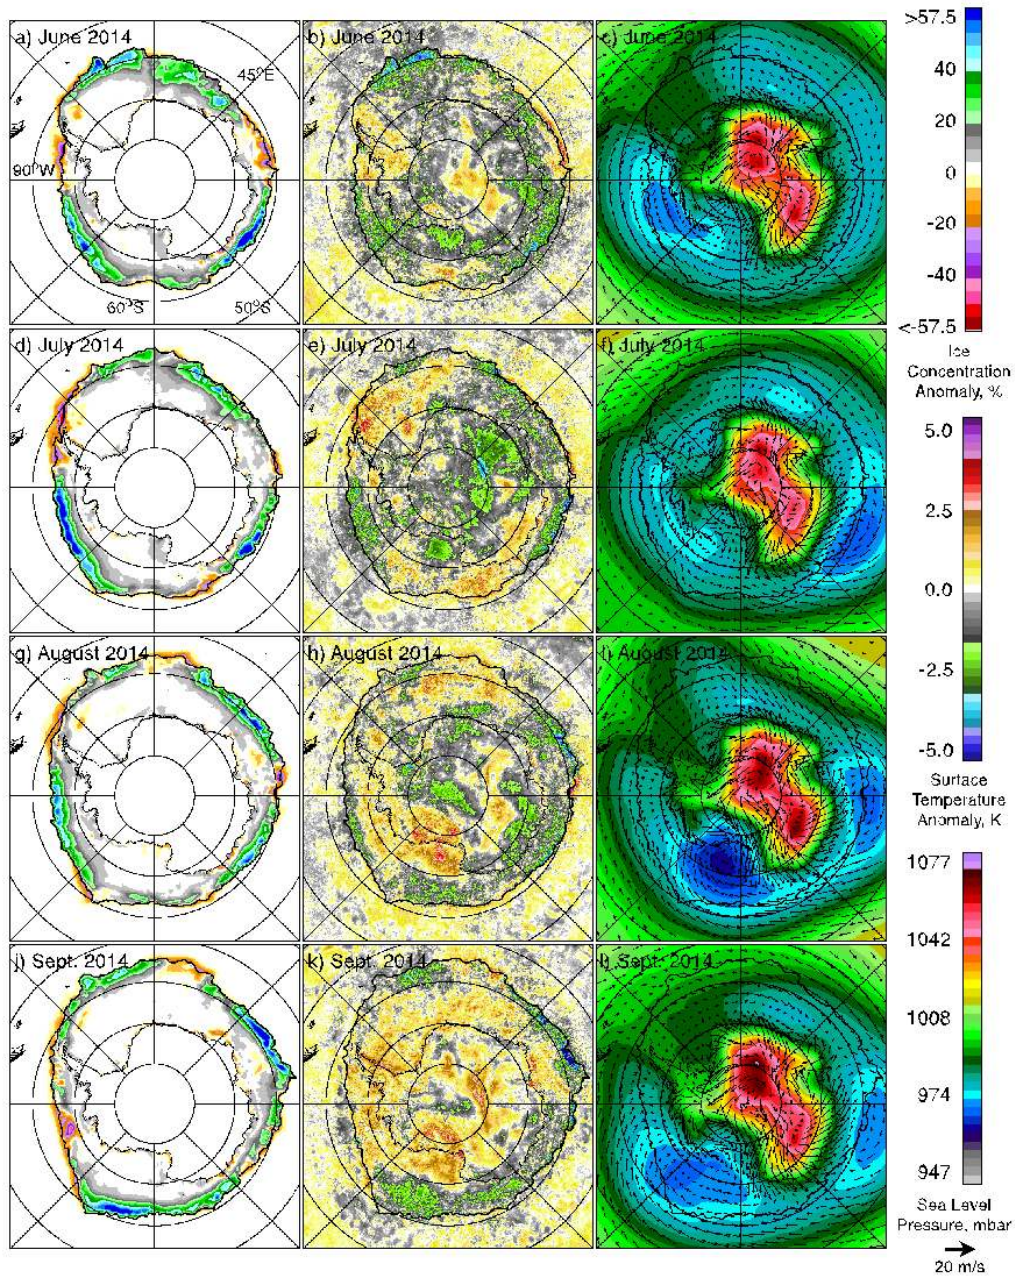 a) June 2014
b) June 2014
c) June 2014
45°E
90°W
60°S
50°S
d) July 2014
e) July 2014
f) July 2014
g) August 2014
h) August 2014
i) August 2014
j) Sept. 2014
k) Sept. 2014
l) Sept. 2014
>57.5
40
20
0
-20
-40
<-57.5
Ice
Concentration
Anomaly, %
5.0
2.5
0.0
-2.5
-5.0
Surface
Temperature
Anomaly, K
1077
1042
1008
974
947
Sea Level
Pressure, mbar
20 m/s